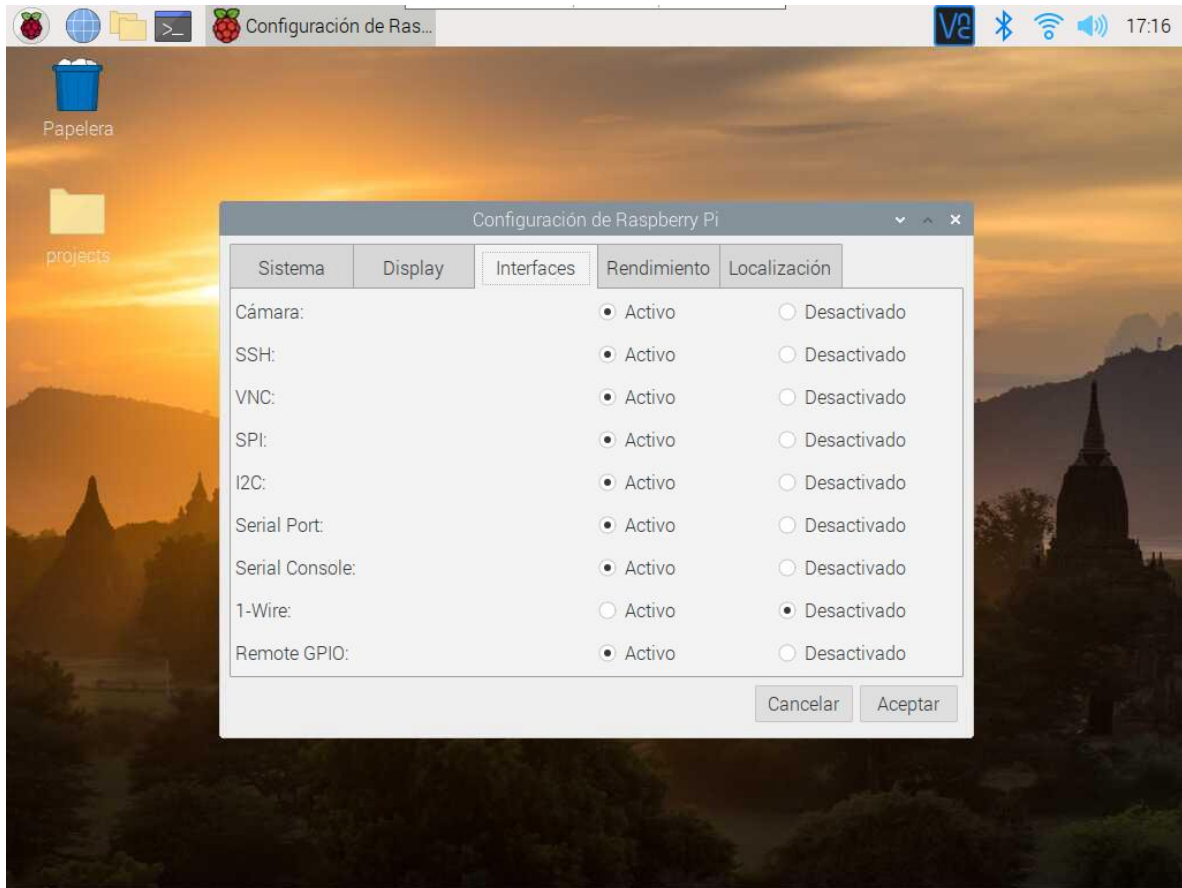 Configuración de Ras...
17:16
Papelera
projects
Configuración de Raspberry Pi
Sistema Display Interfaces Rendimiento Localización
Cámara: Activo Desactivado
SSH: Activo Desactivado
VNC: Activo Desactivado
SPI: Activo Desactivado
I2C: Activo Desactivado
Serial Port: Activo Desactivado
Serial Console: Activo Desactivado
1-Wire: Activo Desactivado
Remote GPIO: Activo Desactivado
Cancelar Aceptar